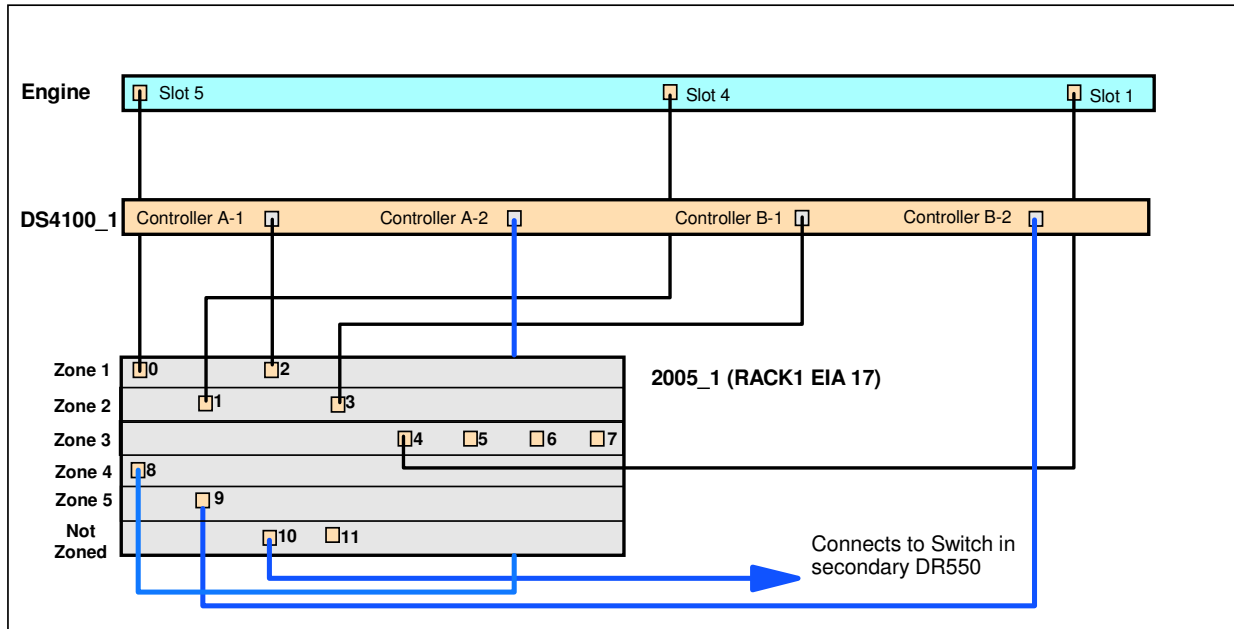 Engine
Slot 5
Slot 4
Slot 1
DS4100_1
Controller A-1
Controller A-2
Controller B-1
Controller B-2
Zone 1
0
2
2005_1 (RACK1 EIA 17)
Zone 2
1
3
Zone 3
4
5
6
7
Zone 4
8
Zone 5
9
Not
Zoned
10
11
Connects to Switch in
secondary DR550